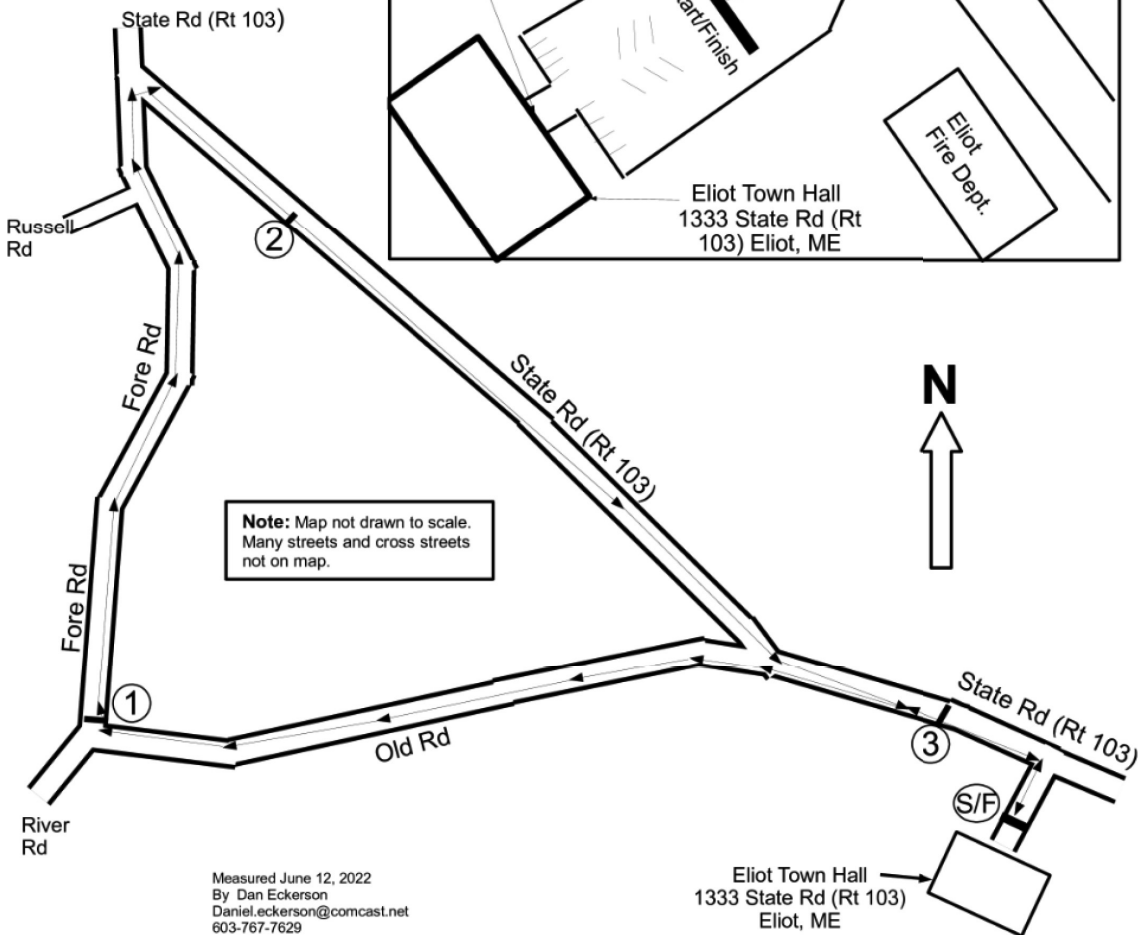 State Rd (Rt 103)
Start/Finish
Eliot
Fire Dept.
Eliot Town Hall
1333 State Rd (Rt
103) Eliot, ME
Russell
Rd
2
Fore Rd
State Rd (Rt 103)
N
Note: Map not drawn to scale.
Many streets and cross streets
not on map.
Fore Rd
1
Old Rd
State Rd (Rt 103)
3
S/F
River
Rd
Measured June 12, 2022
By Dan Eckerson
Daniel.eckerson@comcast.net
603-767-7629
Eliot Town Hall
1333 State Rd (Rt 103)
Eliot, ME